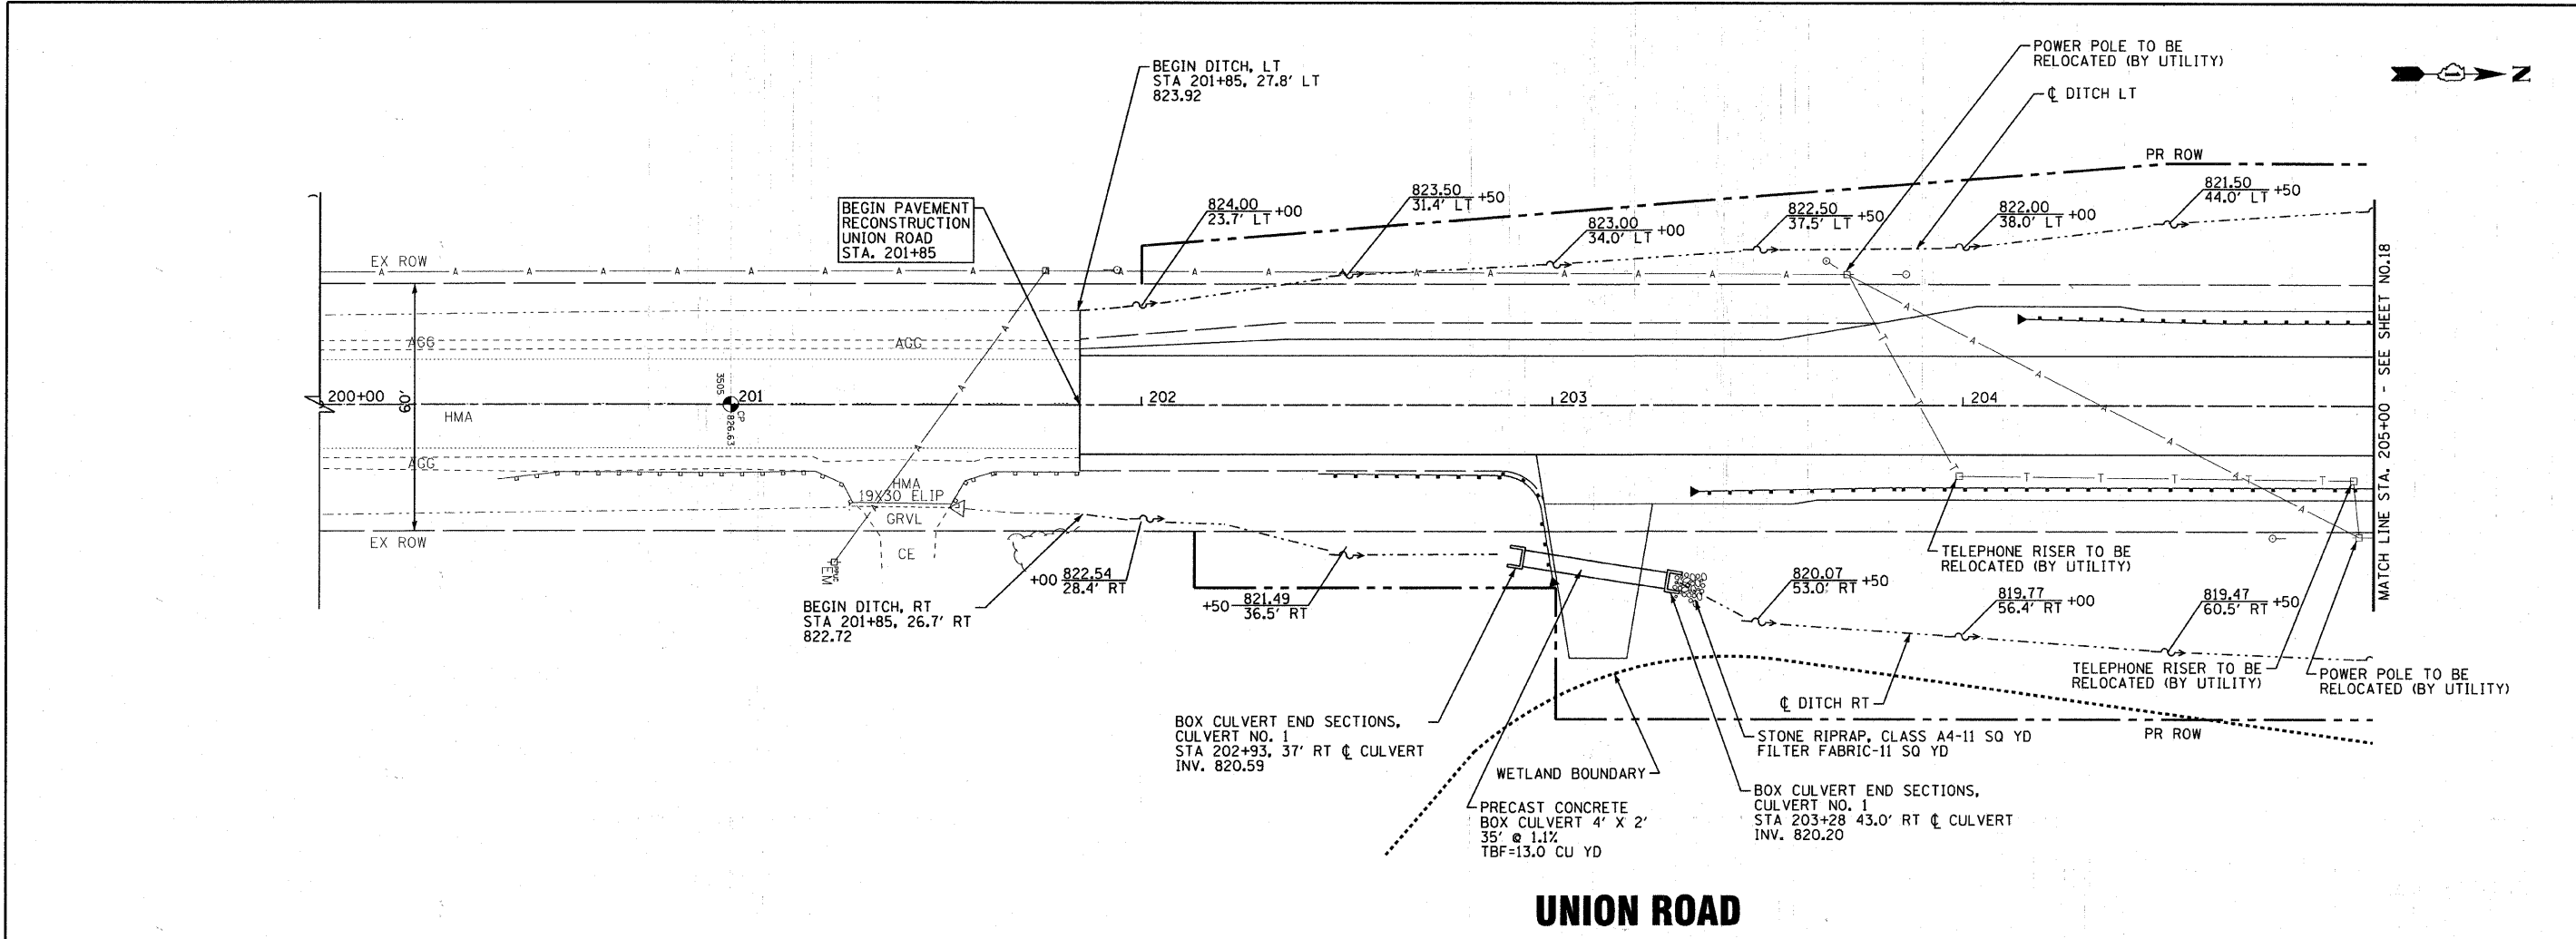 BEGIN DITCH, LT
STA 201+85, 27.8' LT
823.92
POWER POLE TO BE
RELOCATED (BY UTILITY)
℄ DITCH LT
N
PR ROW
BEGIN PAVEMENT
RECONSTRUCTION
UNION ROAD
STA. 201+85
824.00
23.7' LT
+00
823.50
31.4' LT
+50
823.00
34.0' LT
+00
822.50
37.5' LT
+50
822.00
38.0' LT
+00
821.50
44.0' LT
+50
EX ROW
A A A A A A A A A A A A A A A A A
AGG
AGG
60'
200+00
HMA
3505
201
CP
826.63
202
203
204
MATCH LINE STA. 205+00 - SEE SHEET NO.18
AGG
HMA
19X30 ELIP
GRVL
EX ROW
CE
TEM
T T T T T T
+00
822.54
28.4' RT
BEGIN DITCH, RT
STA 201+85, 26.7' RT
822.72
+50
821.49
36.5' RT
TELEPHONE RISER TO BE
RELOCATED (BY UTILITY)
820.07
53.0' RT
+50
819.77
56.4' RT
+00
819.47
60.5' RT
+50
TELEPHONE RISER TO BE
RELOCATED (BY UTILITY)
POWER POLE TO BE
RELOCATED (BY UTILITY)
℄ DITCH RT
PR ROW
BOX CULVERT END SECTIONS,
CULVERT NO. 1
STA 202+93, 37' RT ℄ CULVERT
INV. 820.59
STONE RIPRAP, CLASS A4-11 SQ YD
FILTER FABRIC-11 SQ YD
WETLAND BOUNDARY
PRECAST CONCRETE
BOX CULVERT 4' X 2'
35' @ 1.1%
TBF=13.0 CU YD
BOX CULVERT END SECTIONS,
CULVERT NO. 1
STA 203+28 43.0' RT ℄ CULVERT
INV. 820.20
UNION ROAD